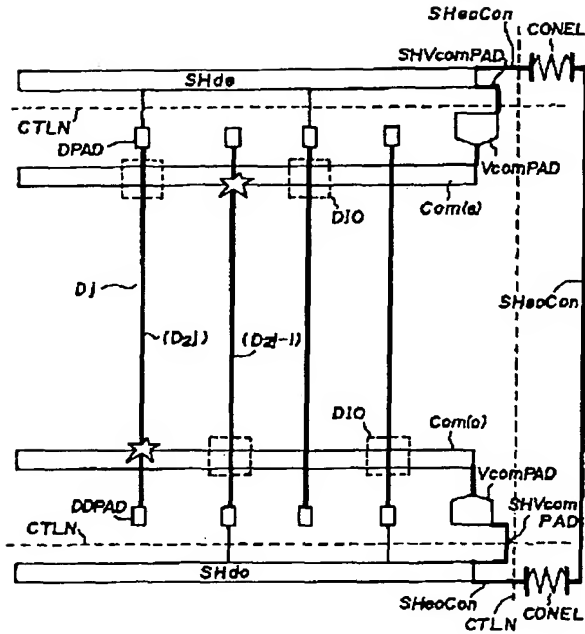 SHeoCon
CONEL
SHVcomPAD
SHde
CTLN
DPAD
VcomPAD
DIO
Com(e)
SHeoCon
Dj
(D2j)
(D2j-1)
DIO
Com(o)
VcomPAD
DDPAD
SHVcom
PAD
CTLN
SHdo
SHeoCon
CTLN
CONEL